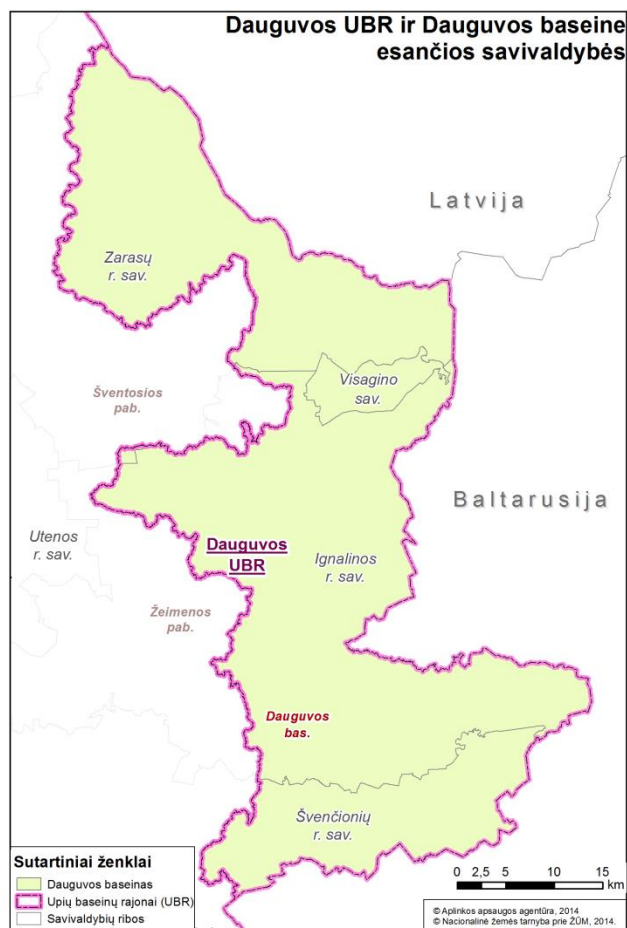 Dauguvos UBR ir Dauguvos baseine
esančios savivaldybės
Latvija
Zarasų
r. sav.
Visagino
sav.
Šventosios
pab.
Baltarusija
Utenos
r. sav.
Dauguvos
UBR
Ignalinos
r. sav.
Žeimenos
pab.
Dauguvos
bas.
Švenčionių
r. sav.
Sutartiniai ženklai
Dauguvos baseinas
Upių baseinų rajonai (UBR)
Savivaldybių ribos
0 2,5 5 10 15
km
© Aplinkos apsaugos agentūra, 2014
© Nacionalinė žemės tarnyba prie ŽŪM, 2014.